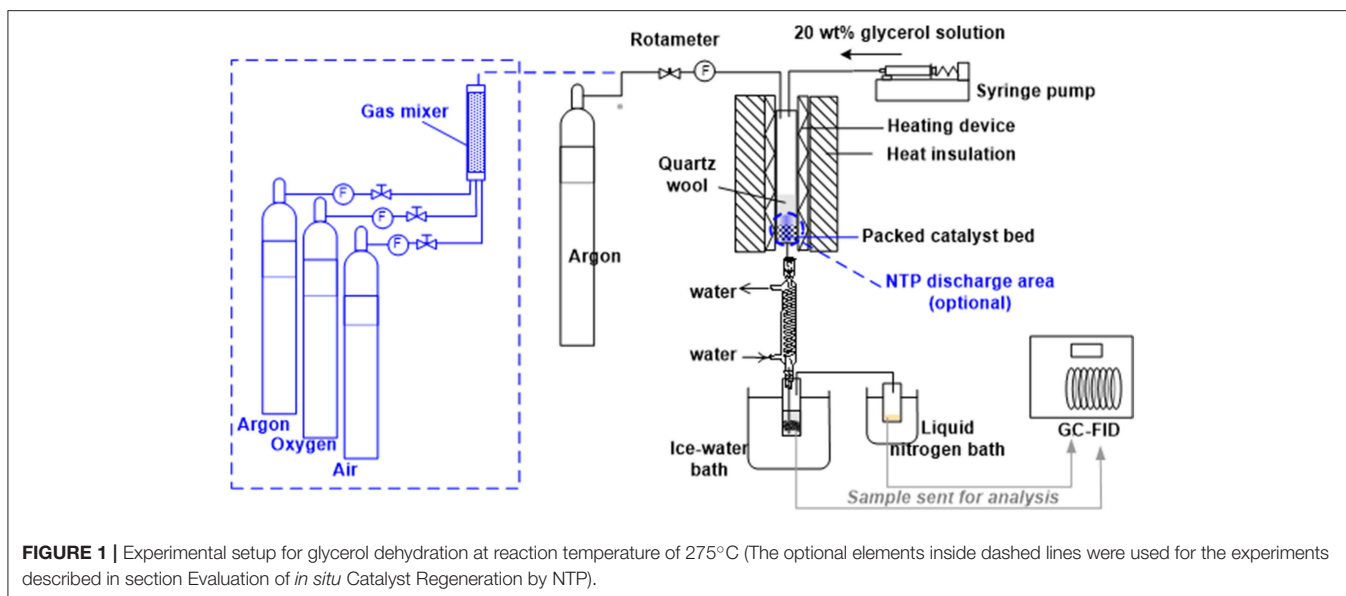 20 wt% glycerol solution
Rotameter
F
Syringe pump
Gas mixer
Heating device
Heat insulation
Quartz
wool
F
F
F
Packed catalyst bed
Argon
NTP discharge area
(optional)
water
water
Argon
Oxygen
Air
Ice-water
bath
Liquid
nitrogen bath
GC-FID
Sample sent for analysis
FIGURE 1 | Experimental setup for glycerol dehydration at reaction temperature of 275°C (The optional elements inside dashed lines were used for the experiments
described in section Evaluation of in situ Catalyst Regeneration by NTP).